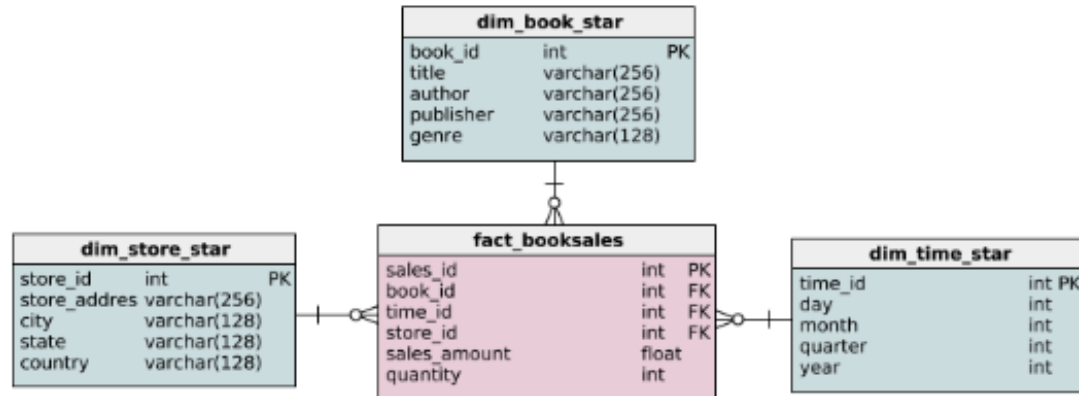 dim_book_star
book_id int PK
title varchar(256)
author varchar(256)
publisher varchar(256)
genre varchar(128)
dim_store_star
store_id int PK
store_addres varchar(256)
city varchar(128)
state varchar(128)
country varchar(128)
fact_booksales
sales_id int PK
book_id int FK
time_id int FK
store_id int FK
sales_amount float
quantity int
dim_time_star
time_id int PK
day int
month int
quarter int
year int